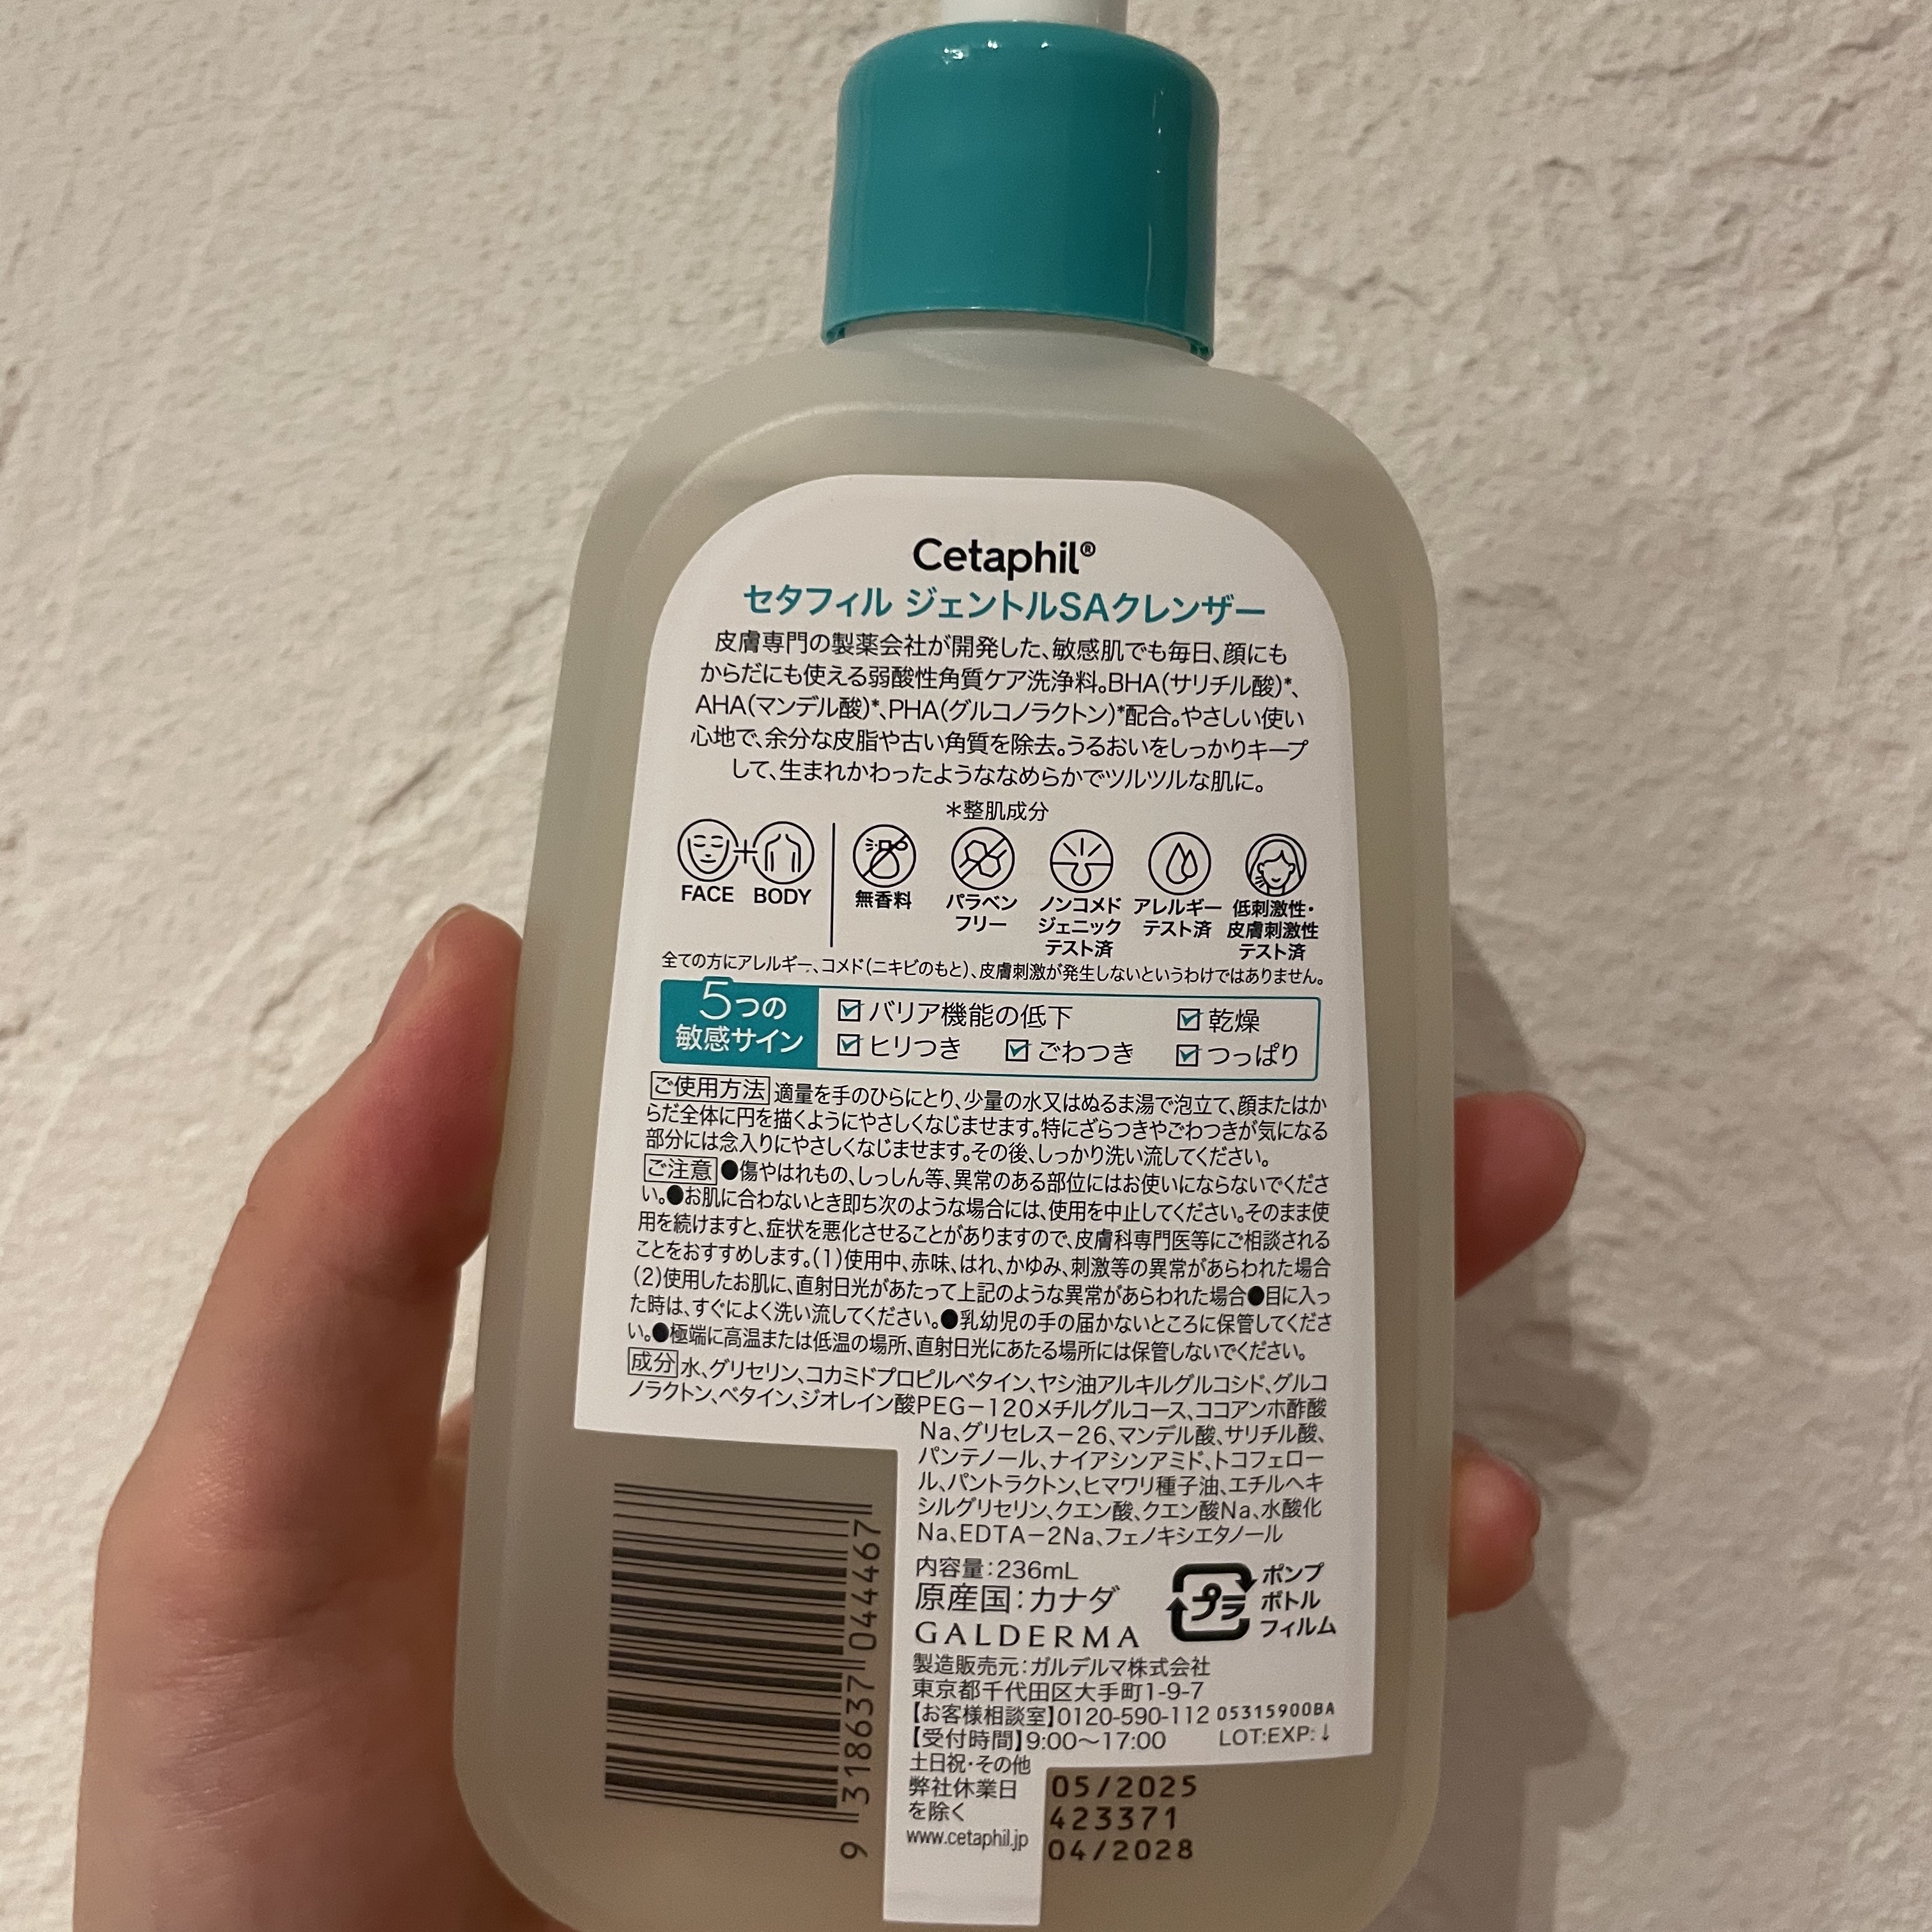 Cetaphil®
セタフィル ジェントルSAクレンザー
皮膚専門の製薬会社が開発した、敏感肌でも毎日、顔にも
からだにも使える弱酸性角質ケア洗浄料。BHA(サリチル酸)*、
AHA(マンデル酸)*、PHA(グルコノラクトン)*配合。やさしい使い
心地で、余分な皮脂や古い角質を除去。うるおいをしっかりキープ
して、生まれかわったようななめらかでツルツルな肌に。
*整肌成分
FACE + BODY
無香料
パラベン
フリー
ノンコメド
ジェニック
テスト済
アレルギー
テスト済
低刺激性・
皮膚刺激性
テスト済
全ての方にアレルギー、コメド(ニキビのもと)、皮膚刺激が発生しないというわけではありません。
5つの
敏感サイン
☑バリア機能の低下 ☑乾燥
☑ヒリつき ☑ごわつき ☑つっぱり
ご使用方法 適量を手のひらにとり、少量の水又はぬるま湯で泡立て、顔またはか
らだ全体に円を描くようにやさしくなじませます。特にざらつきやごわつきが気になる
部分には念入りにやさしくなじませます。その後、しっかり洗い流してください。
ご注意 ●傷やはれもの、しっしん等、異常のある部位にはお使いにならないでくださ
い。●お肌に合わないとき即ち次のような場合には、使用を中止してください。そのまま使
用を続けますと、症状を悪化させることがありますので、皮膚科専門医等にご相談される
ことをおすすめします。(1)使用中、赤味、はれ、かゆみ、刺激等の異常があらわれた場合
(2)使用したお肌に、直射日光があたって上記のような異常があらわれた場合●目に入っ
た時は、すぐによく洗い流してください。●乳幼児の手の届かないところに保管してくださ
い。●極端に高温または低温の場所、直射日光にあたる場所には保管しないでください。
成分 水、グリセリン、コカミドプロピルベタイン、ヤシ油アルキルグルコシド、グルコ
ノラクトン、ベタイン、ジオレイン酸PEG－120メチルグルコース、ココアンホ酢酸
Na、グリセレス－26、マンデル酸、サリチル酸、
パンテノール、ナイアシンアミド、トコフェロー
ル、パントラクトン、ヒマワリ種子油、エチルヘキ
シルグリセリン、クエン酸、クエン酸Na、水酸化
Na、EDTA－2Na、フェノキシエタノール
内容量：236mL
原産国：カナダ
GALDERMA
プラ
ポンプ
ボトル
フィルム
製造販売元：ガルデルマ株式会社
東京都千代田区大手町1-9-7
【お客様相談室】0120-590-112 05315900BA
【受付時間】9:00〜17:00 LOT:EXP:↓
土日祝・その他
弊社休業日
を除く
www.cetaphil.jp
05/2025
423371
04/2028
9 318637 044467